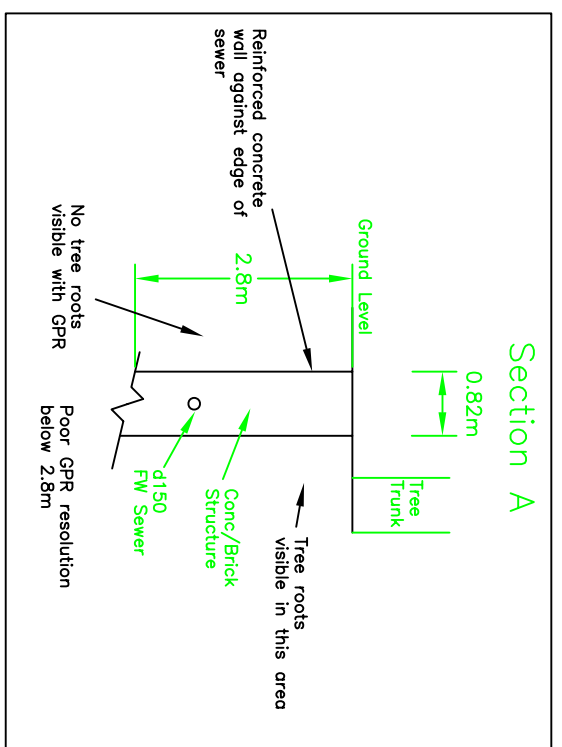 Section A
0.82m
Tree
Trunk
Ground Level
2.8m
Reinforced concrete
wall against edge of
sewer
Tree roots
visible in this area
Conc/Brick
Structure
d150
FW Sewer
No tree roots
visible with GPR
Poor GPR resolution
below 2.8m